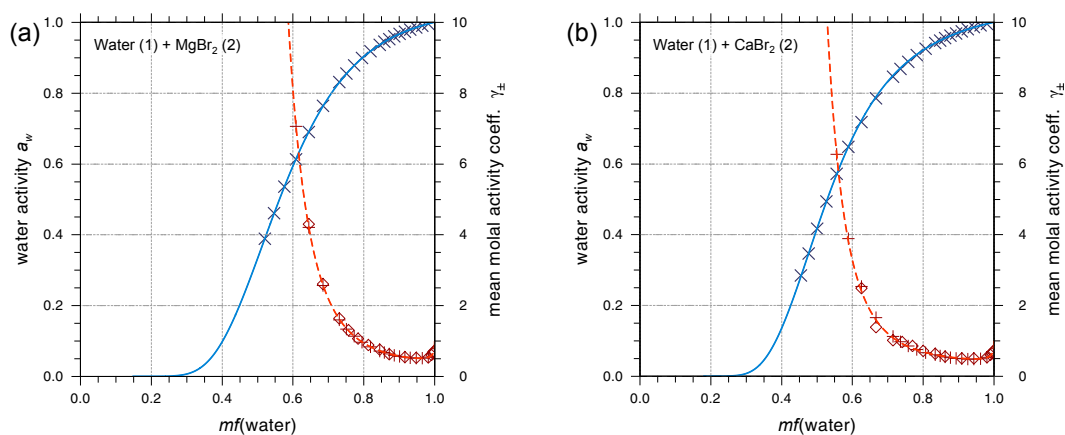 (a)
Water (1) + MgBr2 (2)
water activity aw
1.0
0.8
0.6
0.4
0.2
0.0
10
8
6
4
2
0
mean molal activity coeff. γ±
0.0 0.2 0.4 0.6 0.8 1.0
mf(water)
(b)
Water (1) + CaBr2 (2)
water activity aw
1.0
0.8
0.6
0.4
0.2
0.0
10
8
6
4
2
0
mean molal activity coeff. γ±
0.0 0.2 0.4 0.6 0.8 1.0
mf(water)